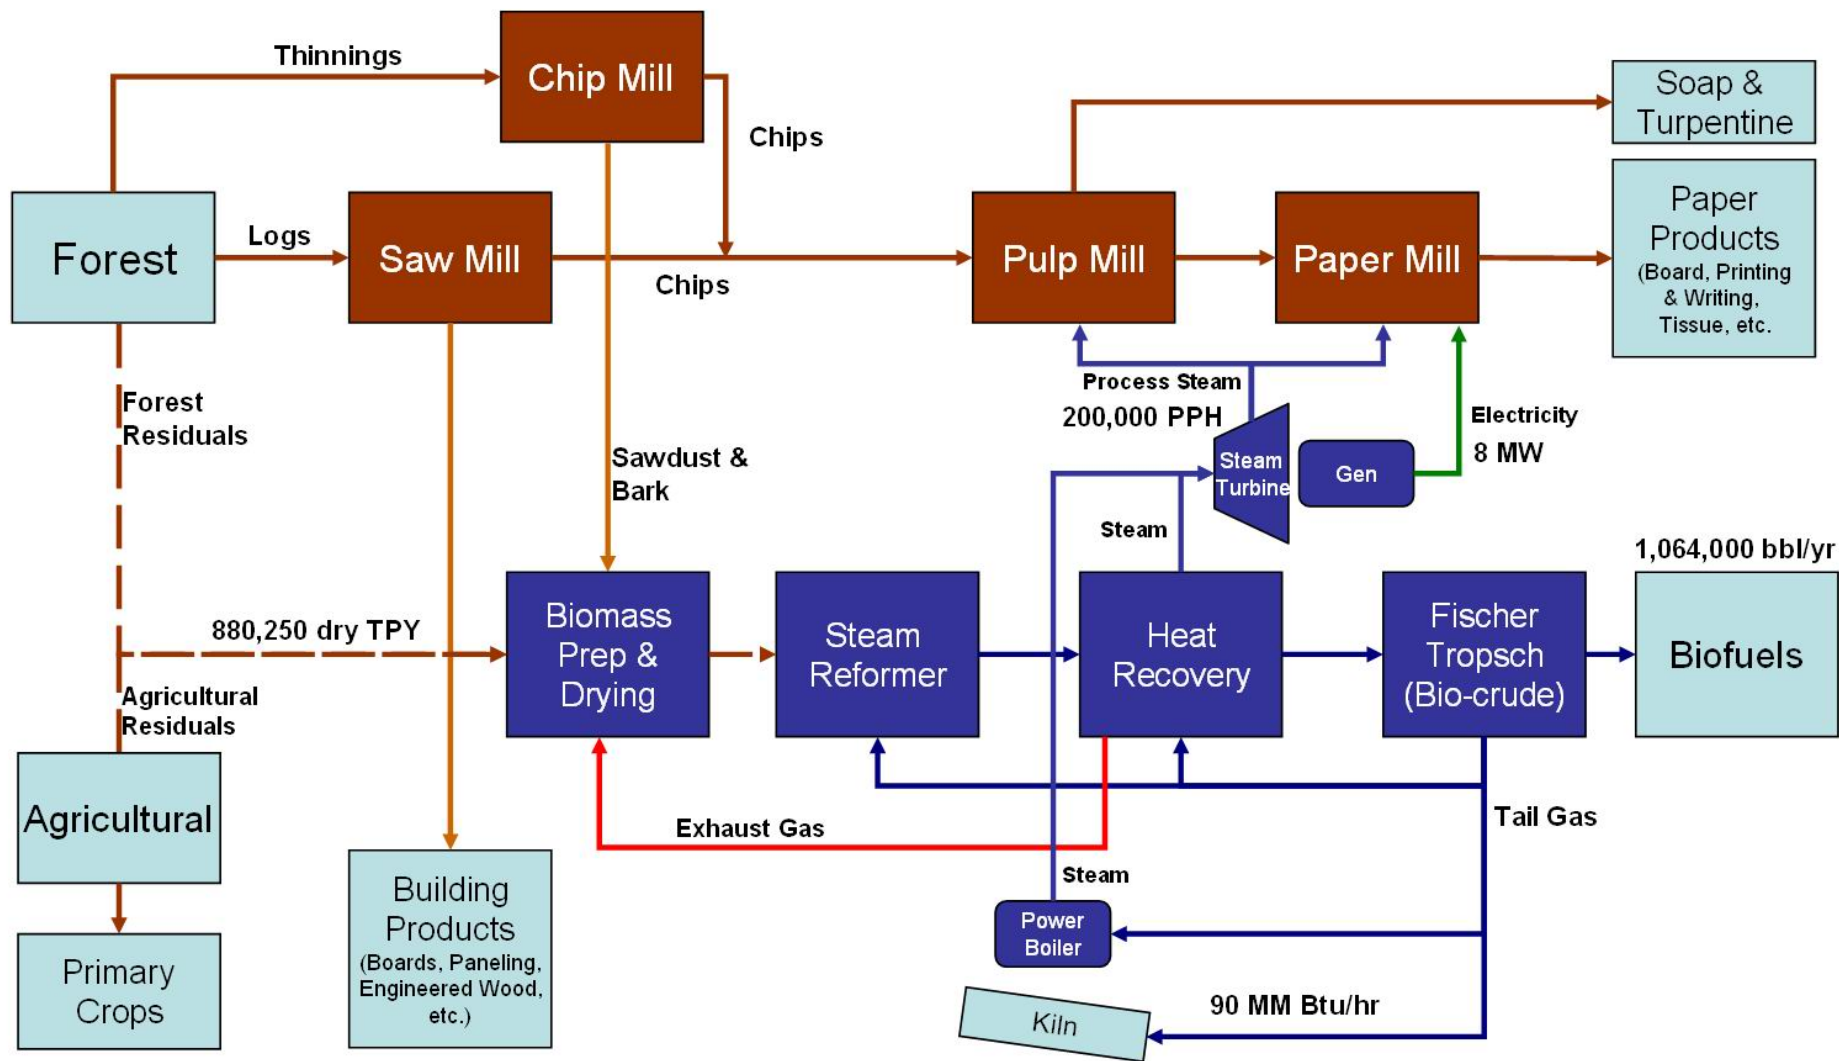 Thinnings
Chip Mill
Chips
Soap &
Turpentine
Forest
Logs
Saw Mill
Chips
Pulp Mill
Paper Mill
Paper
Products
(Board, Printing
& Writing,
Tissue, etc.
Forest
Residuals
Sawdust &
Bark
Process Steam
200,000 PPH
Steam
Turbine
Gen
Electricity
8 MW
Steam
880,250 dry TPY
Agricultural
Residuals
Biomass
Prep &
Drying
Steam
Reformer
Heat
Recovery
Fischer
Tropsch
(Bio-crude)
1,064,000 bbl/yr
Biofuels
Agricultural
Exhaust Gas
Tail Gas
Steam
Power
Boiler
Building
Products
(Boards, Paneling,
Engineered Wood,
etc.)
Primary
Crops
Kiln
90 MM Btu/hr